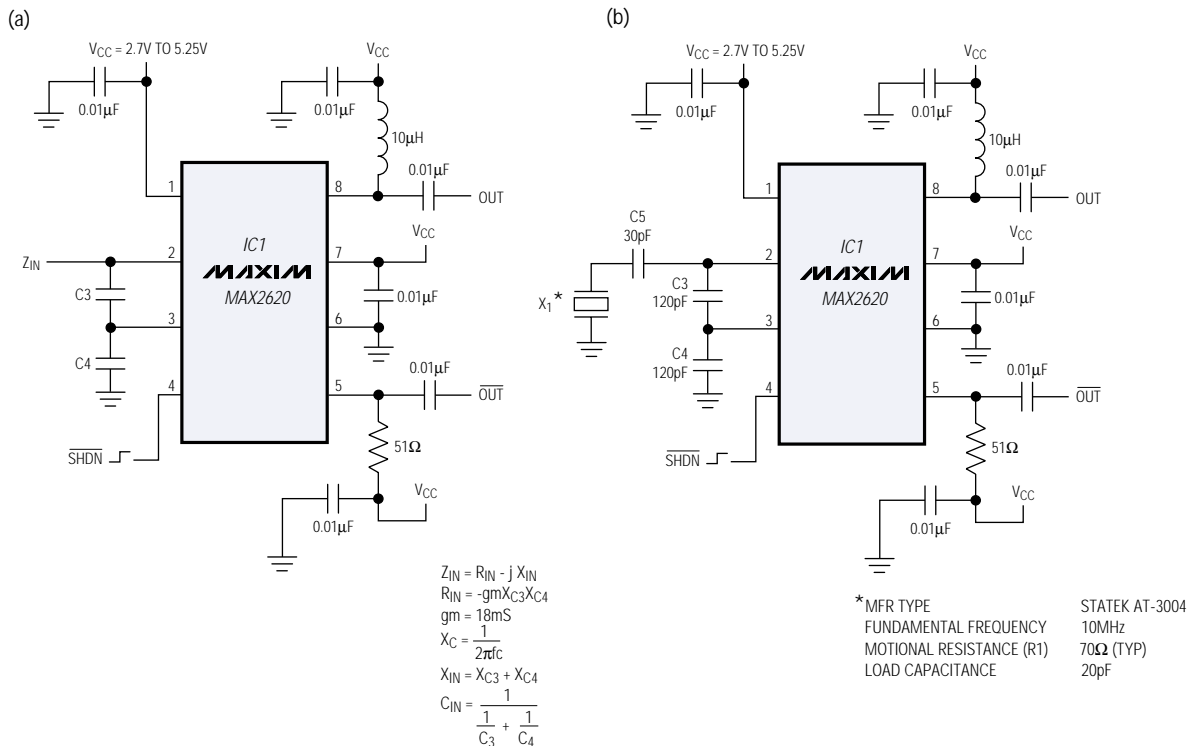 (a)
V_CC = 2.7V TO 5.25V
0.01μF
V_CC
0.01μF
10μH
0.01μF
OUT
1
8
Z_IN
2
7
V_CC
IC1
MAXIM
MAX2620
C3
0.01μF
3
6
C4
4
5
0.01μF
OUT
SHDN
51Ω
V_CC
0.01μF
Z_IN = R_IN - j X_IN
R_IN = -gmX_C3X_C4
gm = 18mS
X_C = 1
2πfc
X_IN = X_C3 + X_C4
C_IN = 1
1 + 1
C_3 C_4
(b)
V_CC = 2.7V TO 5.25V
0.01μF
V_CC
0.01μF
10μH
0.01μF
OUT
1
8
C5
30pF
2
7
V_CC
IC1
MAXIM
MAX2620
X_1*
C3
120pF
0.01μF
3
6
C4
120pF
4
5
0.01μF
OUT
SHDN
51Ω
V_CC
0.01μF
*MFR TYPE STATEK AT-3004
FUNDAMENTAL FREQUENCY 10MHz
MOTIONAL RESISTANCE (R1) 70Ω (TYP)
LOAD CAPACITANCE 20pF